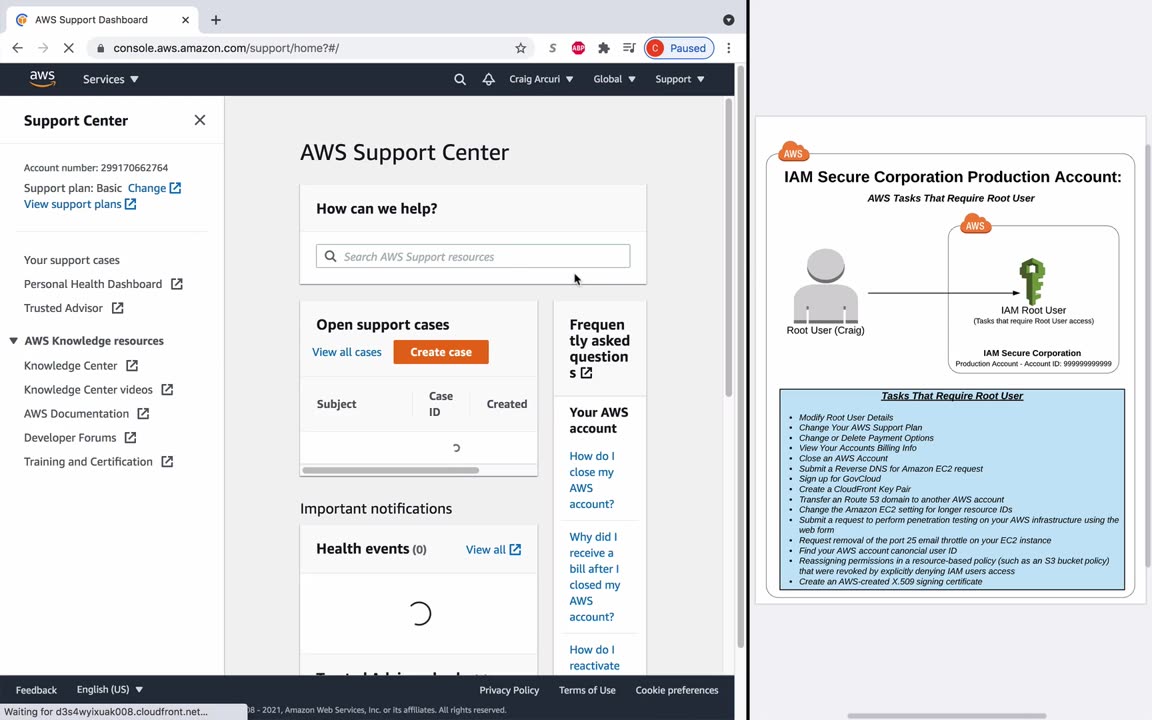 AWS Support Dashboard
console.aws.amazon.com/support/home?#/
S
ABP
C Paused
aws
Services
Craig Arcuri
Global
Support
Support Center
Account number: 299170662764
Support plan: Basic Change
View support plans
Your support cases
Personal Health Dashboard
Trusted Advisor
AWS Knowledge resources
Knowledge Center
Knowledge Center videos
AWS Documentation
Developer Forums
Training and Certification
AWS Support Center
How can we help?
Search AWS Support resources
Open support cases
View all cases
Create case
Subject
Case
ID
Created
Important notifications
Health events (0)
View all
Frequen
tly asked
question
s
Your AWS
account
How do I
close my
AWS
account?
Why did I
receive a
bill after I
closed my
AWS
account?
How do I
reactivate
Feedback
English (US)
Privacy Policy
Terms of Use
Cookie preferences
Waiting for d3s4wyixuak008.cloudfront.net...
08 - 2021, Amazon Web Services, Inc. or its affiliates. All rights reserved.
AWS
IAM Secure Corporation Production Account:
AWS Tasks That Require Root User
AWS
Root User (Craig)
IAM Root User
(Tasks that require Root User access)
IAM Secure Corporation
Production Account - Account ID: 999999999999
Tasks That Require Root User
• Modify Root User Details
• Change Your AWS Support Plan
• Change or Delete Payment Options
• View Your Accounts Billing Info
• Close an AWS Account
• Submit a Reverse DNS for Amazon EC2 request
• Sign up for GovCloud
• Create a CloudFront Key Pair
• Transfer an Route 53 domain to another AWS account
• Change the Amazon EC2 setting for longer resource IDs
• Submit a request to perform penetration testing on your AWS infrastructure using the
web form
• Request removal of the port 25 email throttle on your EC2 instance
• Find your AWS account canoncial user ID
• Reassigning permissions in a resource-based policy (such as an S3 bucket policy)
that were revoked by explicitly denying IAM users access
• Create an AWS-created X.509 signing certificate